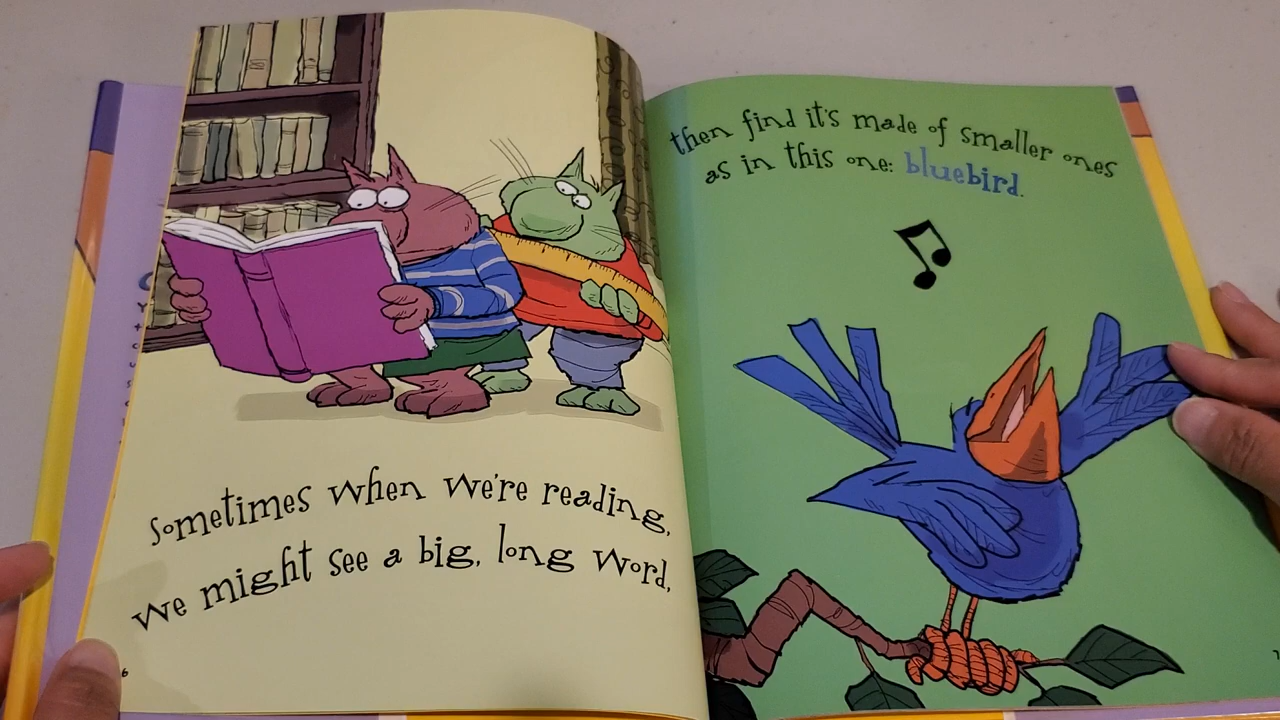 Sometimes when we're reading,
we might see a big, long word,
6
then find it's made of smaller ones
as in this one: bluebird.